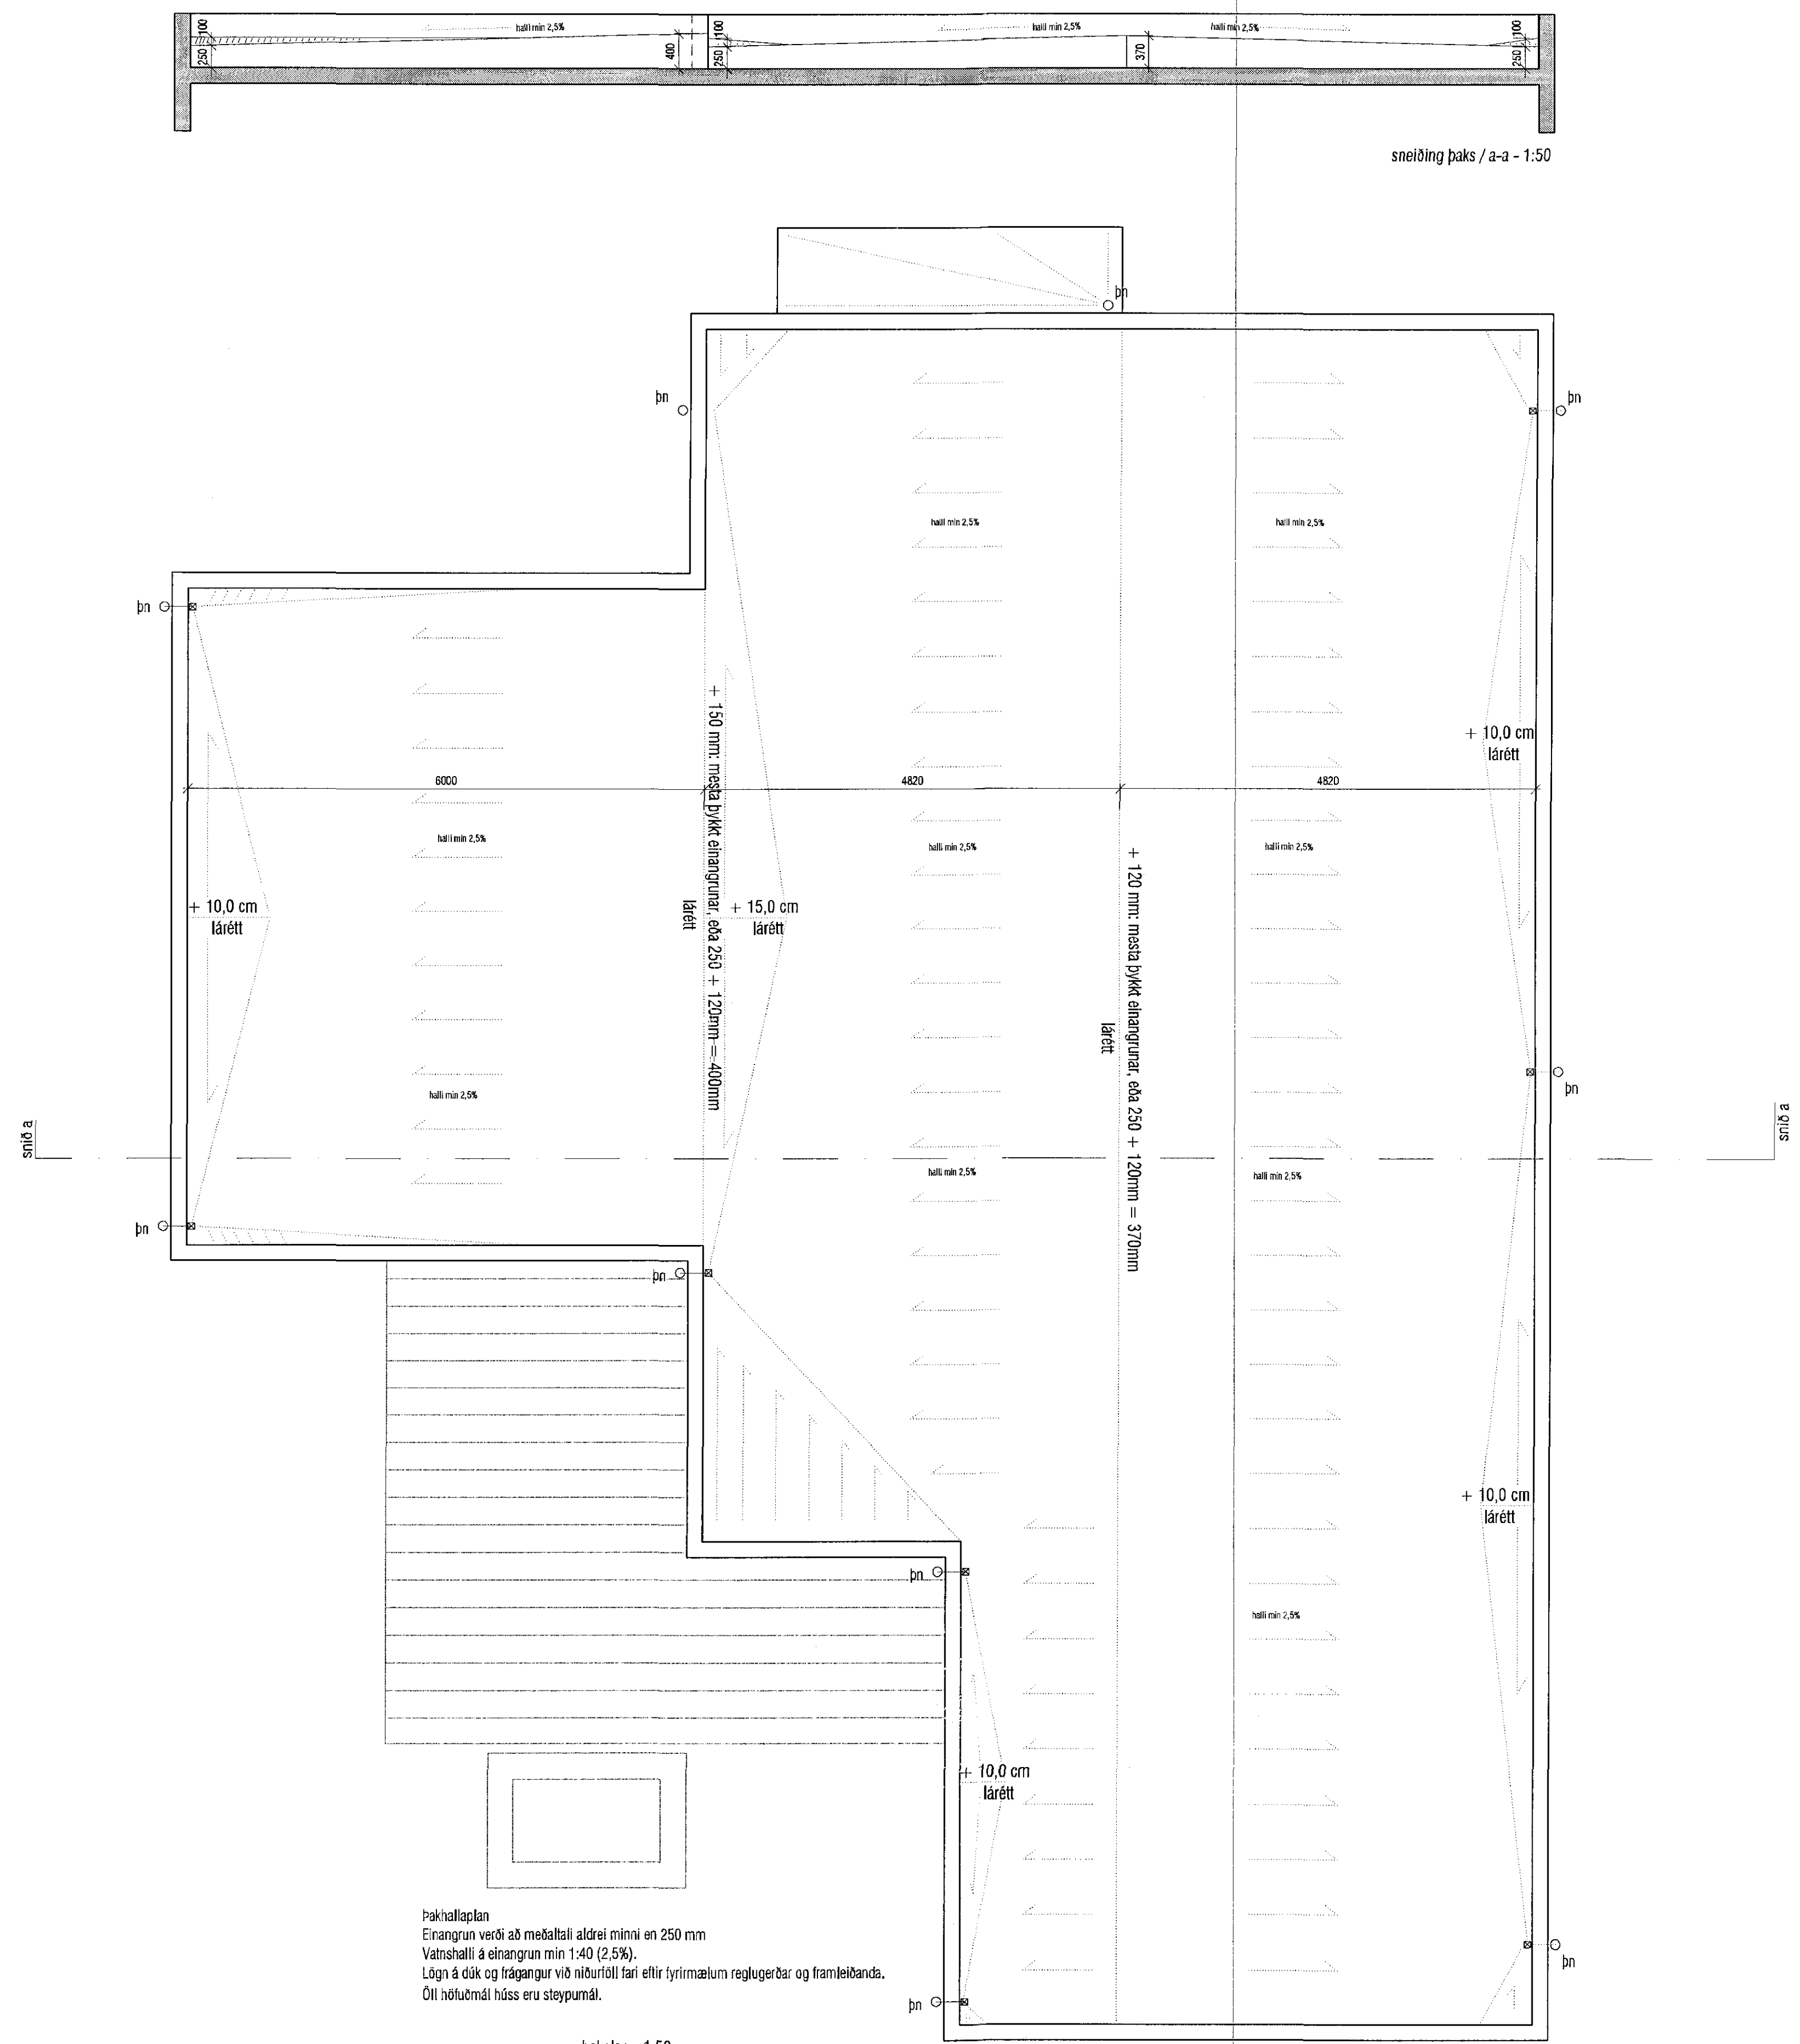 halli min 2,5%
halli min 2,5%
halli min 2,5%
100
250
400
100
250
370
100
250
sneiðing þaks / a-a - 1:50
þn
þn
þn
halli min 2,5%
halli min 2,5%
þn
+ 10,0 cm
lárétt
6000
4820
4820
halli min 2,5%
halli min 2,5%
halli min 2,5%
+ 10,0 cm
lárétt
+ 15,0 cm
lárétt
lárétt
+ 150 mm: mesta þykkt einangrunar, eða 250 + 120mm = 400mm
lárétt
+ 120 mm: mesta þykkt einangrunar, eða 250 + 120mm = 370mm
halli min 2,5%
þn
snið a
snið a
halli min 2,5%
halli min 2,5%
þn
þn
+ 10,0 cm
lárétt
þn
halli min 2,5%
+ 10,0 cm
lárétt
Þakhallaplan
Einangrun verði að meðaltali aldrei minni en 250 mm
Vatnshalli á einangrun min 1:40 (2,5%).
Lögn á dúk og frágangur við niðurföll fari eftir fyrirmælum reglugerðar og framleiðanda.
Öll höfuðmál húss eru steypumál.
þn
þn